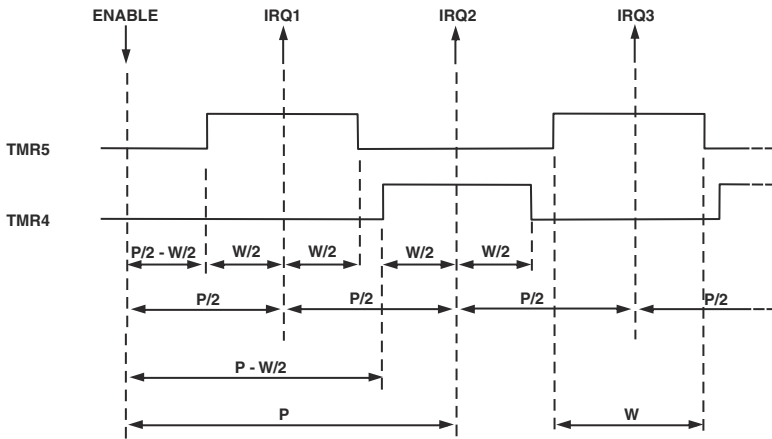 ENABLE IRQ1 IRQ2 IRQ3
TMR5
TMR4
P/2 - W/2 W/2 W/2 W/2 W/2
P/2 P/2 P/2 P/2
P - W/2
P W